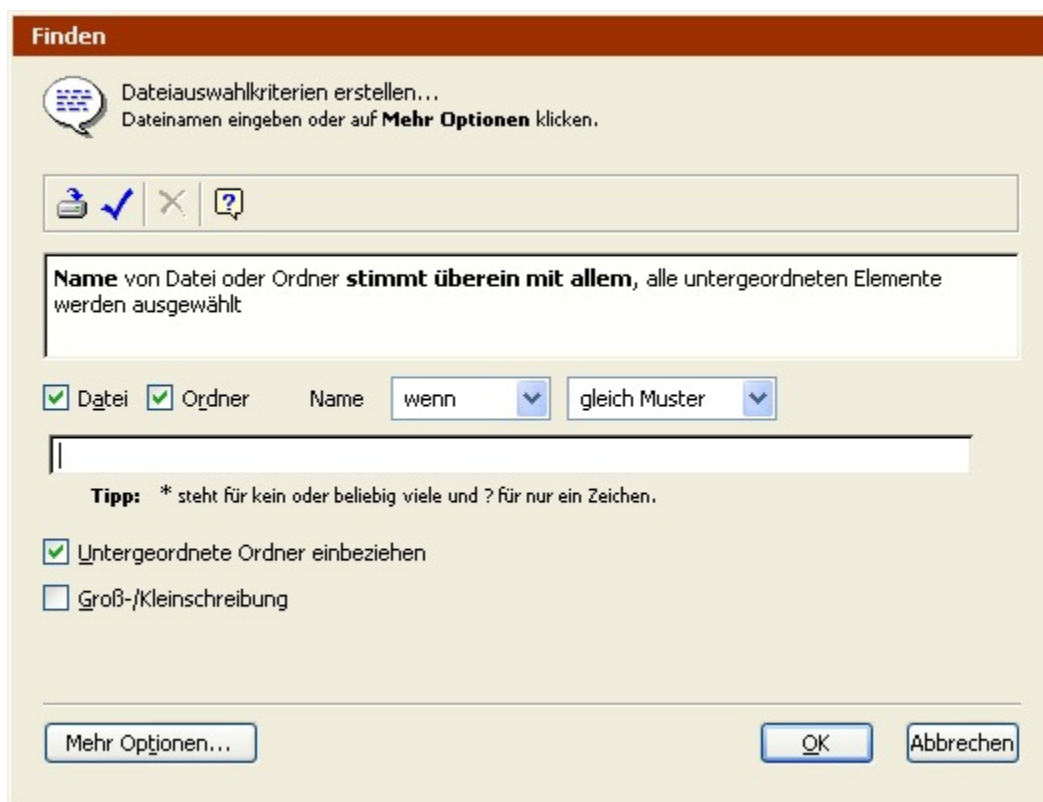 Finden
Dateiauswahlkriterien erstellen...
Dateinamen eingeben oder auf Mehr Optionen klicken.
Name von Datei oder Ordner stimmt überein mit allem, alle untergeordneten Elemente
werden ausgewählt
Datei Ordner Name wenn gleich Muster
Tipp: * steht für kein oder beliebig viele und ? für nur ein Zeichen.
Untergeordnete Ordner einbeziehen
Groß-/Kleinschreibung
Mehr Optionen... OK Abbrechen